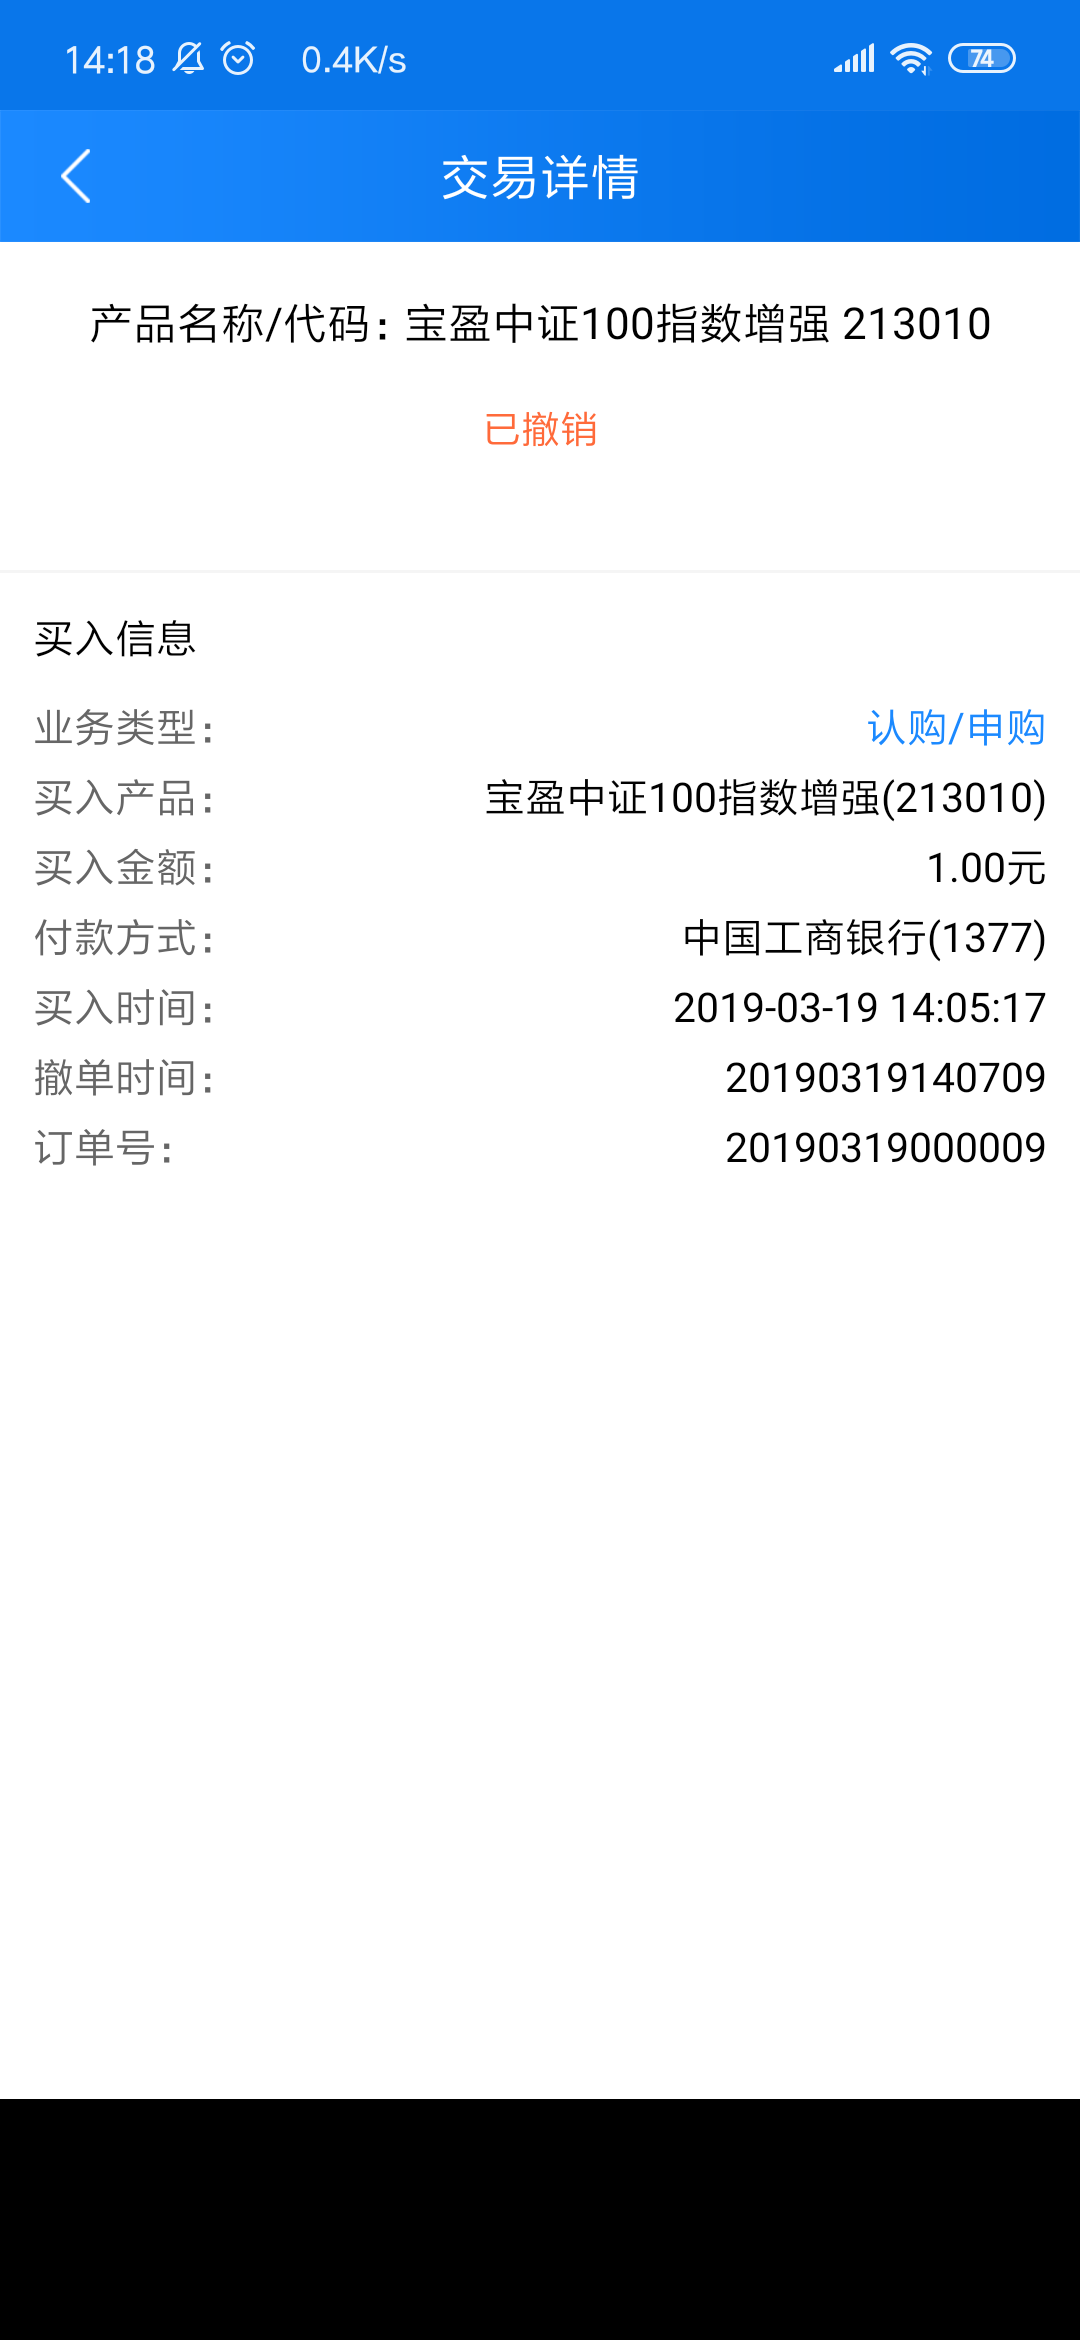 14:18 0.4K/s 74
交易详情
产品名称/代码：宝盈中证100指数增强 213010
已撤销
买入信息
业务类型： 认购/申购
买入产品： 宝盈中证100指数增强(213010)
买入金额： 1.00元
付款方式： 中国工商银行(1377)
买入时间： 2019-03-19 14:05:17
撤单时间： 20190319140709
订单号： 20190319000009